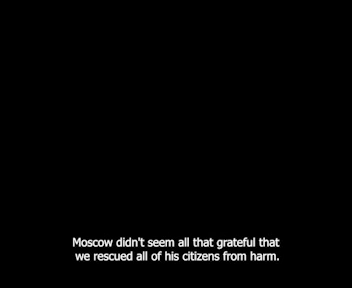 Moscow didn't seem all that grateful that
we rescued all of his citizens from harm.